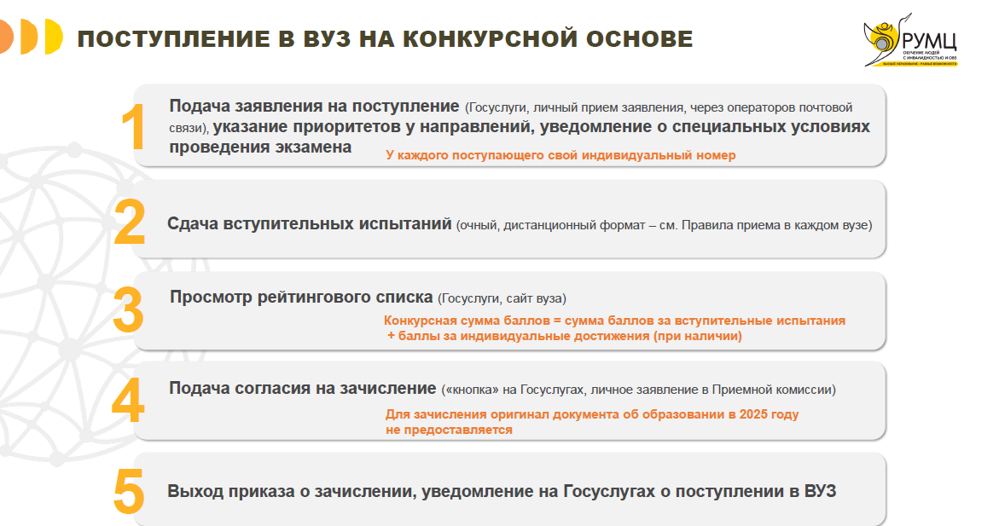 ПОСТУПЛЕНИЕ В ВУЗ НА КОНКУРСНОЙ ОСНОВЕ
РУМЦ
ОБУЧЕНИЕ ЛЮДЕЙ
С ИНВАЛИДНОСТЬЮ И ОВЗ
ВЫСШЕЕ ОБРАЗОВАНИЕ - РАВНЫЕ ВОЗМОЖНОСТИ
1
Подача заявления на поступление (Госуслуги, личный прием заявления, через операторов почтовой
связи), указание приоритетов у направлений, уведомление о специальных условиях
проведения экзамена
У каждого поступающего свой индивидуальный номер
2
Сдача вступительных испытаний (очный, дистанционный формат – см. Правила приема в каждом вузе)
3
Просмотр рейтингового списка (Госуслуги, сайт вуза)
Конкурсная сумма баллов = сумма баллов за вступительные испытания
+ баллы за индивидуальные достижения (при наличии)
4
Подача согласия на зачисление («кнопка» на Госуслугах, личное заявление в Приемной комиссии)
Для зачисления оригинал документа об образовании в 2025 году
не предоставляется
5
Выход приказа о зачислении, уведомление на Госуслугах о поступлении в ВУЗ